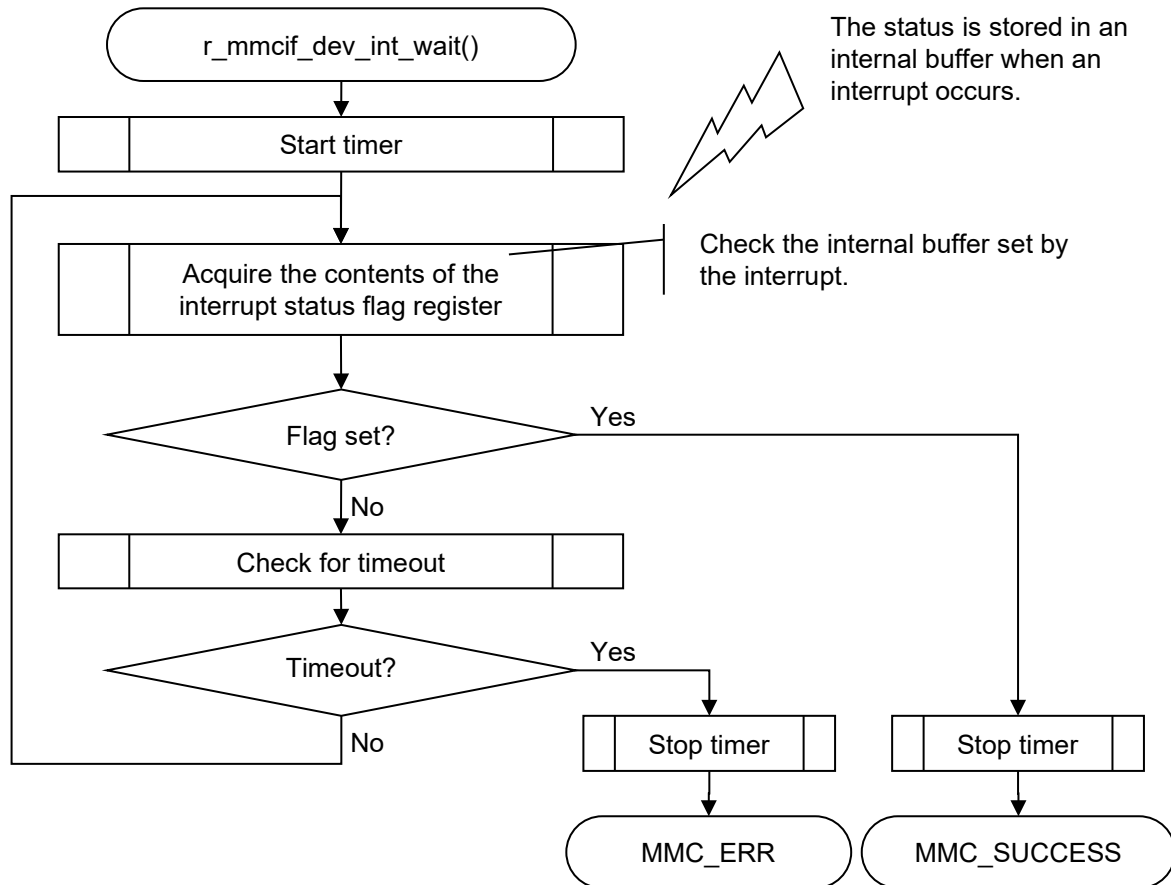 r_mmcif_dev_int_wait()
The status is stored in an
internal buffer when an
interrupt occurs.
Start timer
Acquire the contents of the
interrupt status flag register
Check the internal buffer set by
the interrupt.
Flag set?
Yes
No
Check for timeout
Timeout?
Yes
No
Stop timer
Stop timer
MMC_ERR
MMC_SUCCESS